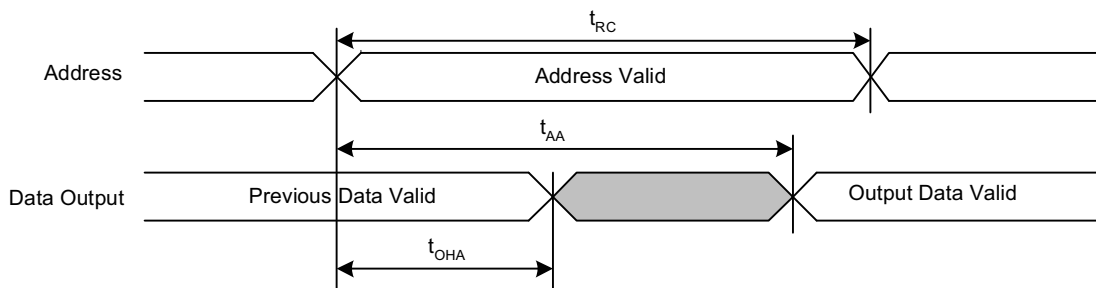 tRC
Address
Address Valid
tAA
Data Output
Previous Data Valid
Output Data Valid
tOHA